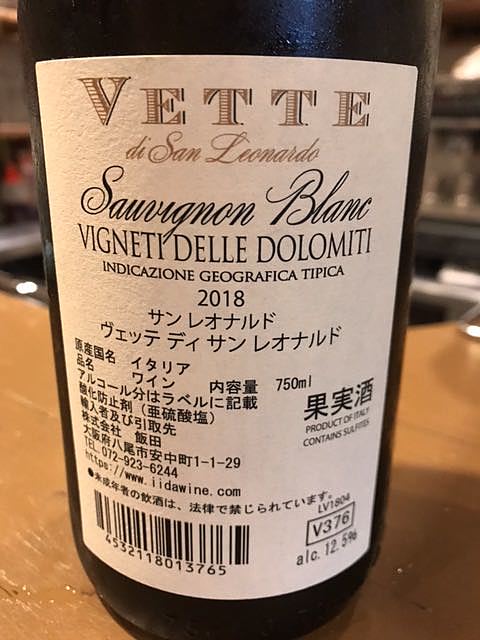 VETTE
di San Leonardo
Sauvignon Blanc
VIGNETI DELLE DOLOMITI
INDICAZIONE GEOGRAFICA TIPICA
2018
サン レオナルド
ヴェッテ ディ サン レオナルド
原産国名 イタリア
品名 ワイン 内容量 750ml
アルコール分はラベルに記載
酸化防止剤（亜硫酸塩）
輸入者及び引取先
株式会社 飯田
大阪府八尾市安中町1-1-29
TEL 072-923-6244
https://www.iidawine.com
●未成年者の飲酒は、法律で禁じられています。
果実酒
PRODUCT OF ITALY
CONTAINS SULFITES
LV1804
V376
alc. 12.5%
4532118013765